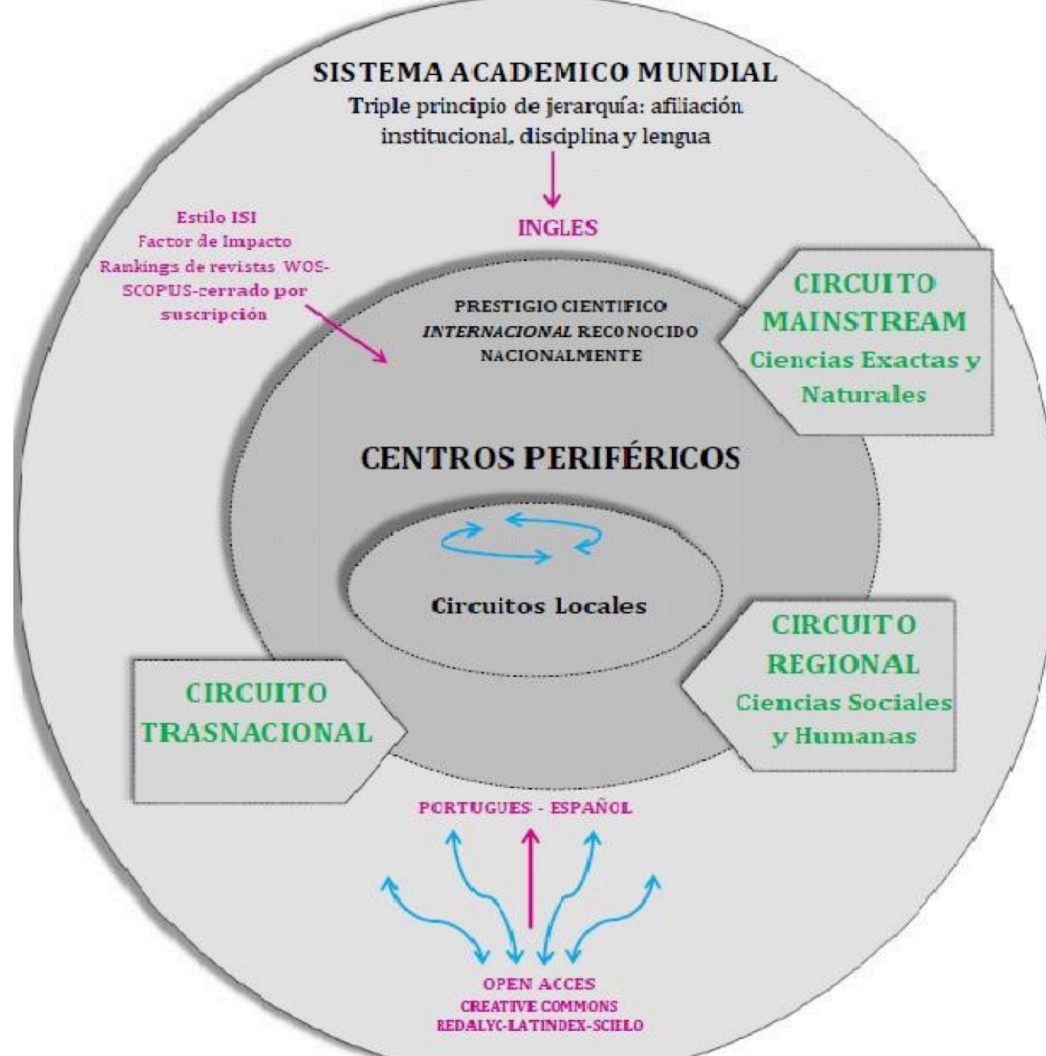 SISTEMA ACADEMICO MUNDIAL
Triple principio de jerarquía: afiliación
institucional, disciplina y lengua
INGLES
Estilo ISI
Factor de Impacto
Rankings de revistas WOS-
SCOPUS-cerrado por
suscripción
PRESTIGIO CIENTIFICO
INTERNACIONAL RECONOCIDO
NACIONALMENTE
CIRCUITO
MAINSTREAM
Ciencias Exactas y
Naturales
CENTROS PERIFÉRICOS
Circuitos Locales
CIRCUITO
REGIONAL
Ciencias Sociales
y Humanas
CIRCUITO
TRASNACIONAL
PORTUGUES - ESPAÑOL
OPEN ACCES
CREATIVE COMMONS
REDALYC-LATINDEX-SCIELO